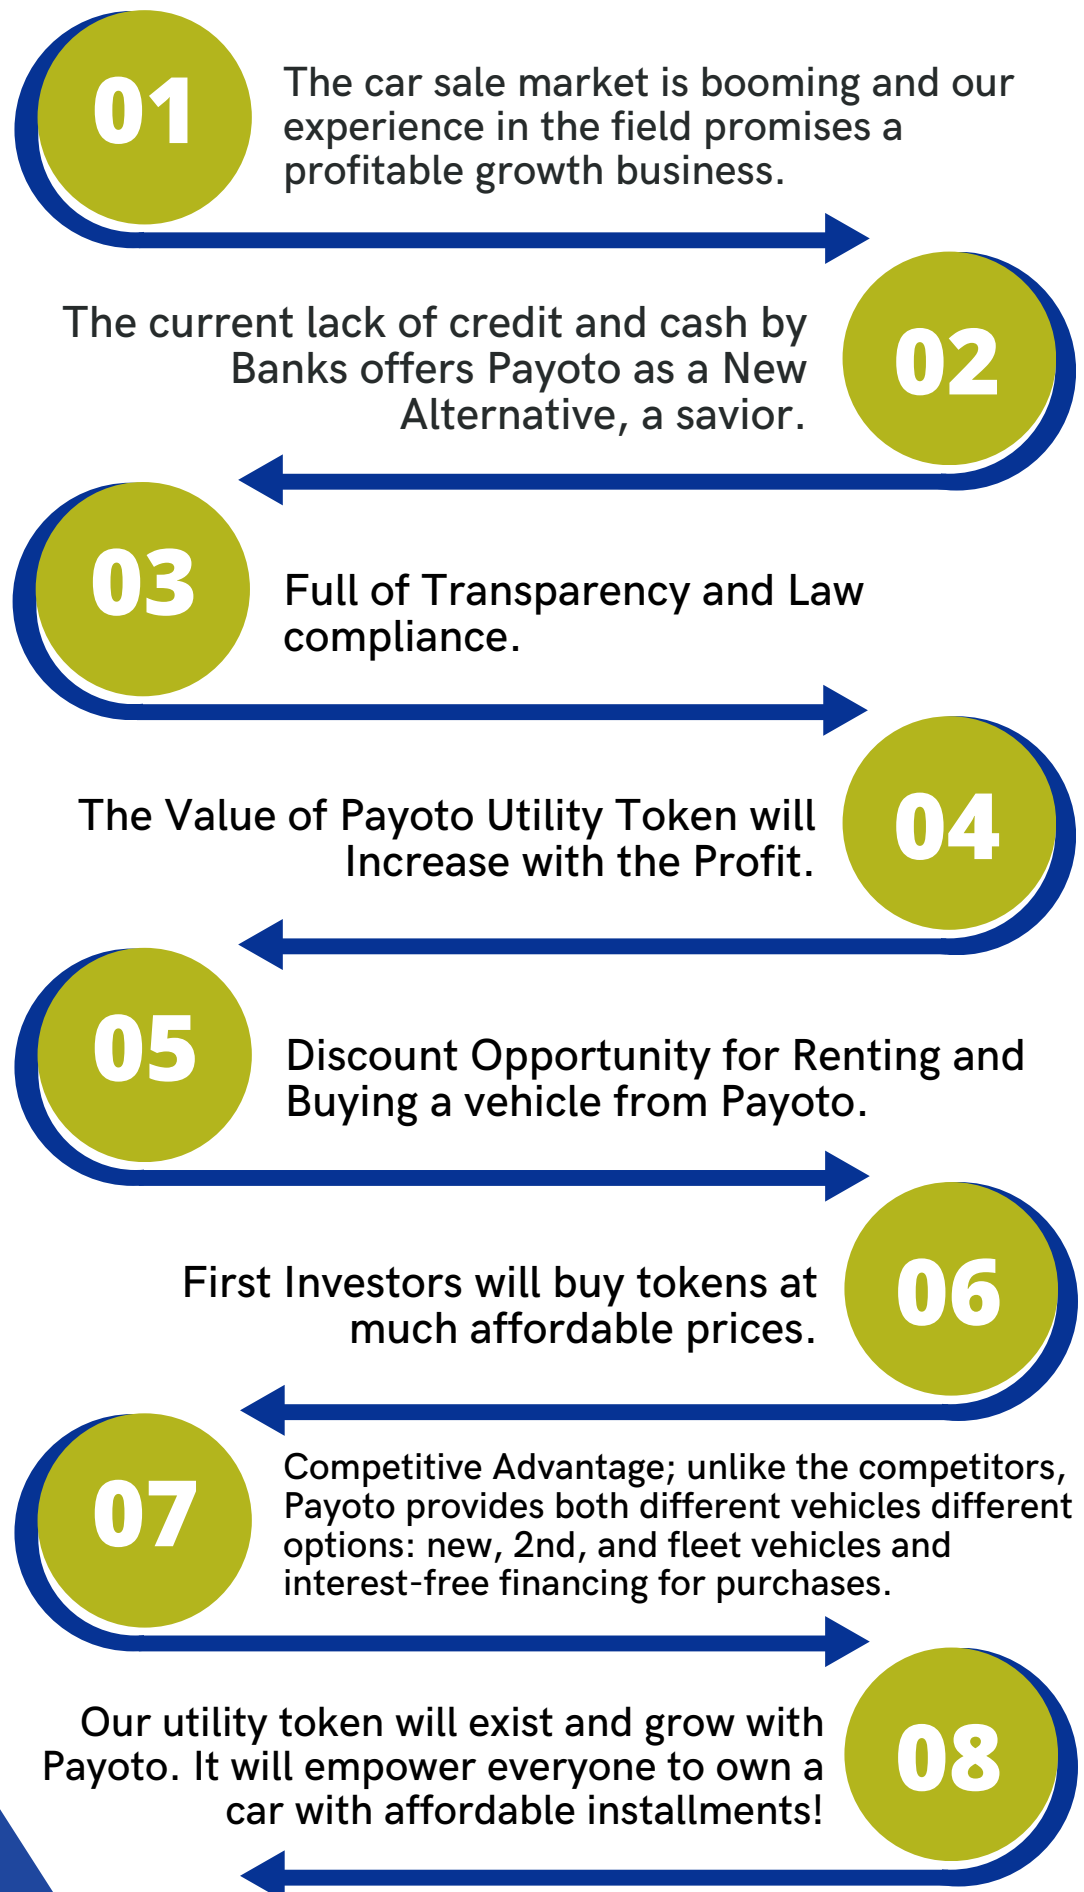 01
The car sale market is booming and our
experience in the field promises a
profitable growth business.
02
The current lack of credit and cash by
Banks offers Payoto as a New
Alternative, a savior.
03
Full of Transparency and Law
compliance.
04
The Value of Payoto Utility Token will
Increase with the Profit.
05
Discount Opportunity for Renting and
Buying a vehicle from Payoto.
06
First Investors will buy tokens at
much affordable prices.
07
Competitive Advantage; unlike the competitors,
Payoto provides both different vehicles different
options: new, 2nd, and fleet vehicles and
interest-free financing for purchases.
08
Our utility token will exist and grow with
Payoto. It will empower everyone to own a
car with affordable installments!